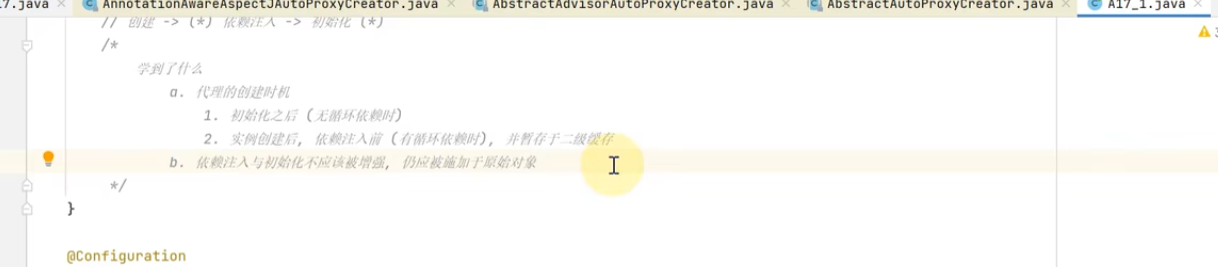 17.java AnnotationAwareAspectJAutoProxyCreator.java AbstractAdvisorAutoProxyCreator.java AbstractAutoProxyCreator.java A17_1.java
// 创建 -> (*) 依赖注入 -> 初始化 (*)
/*
学到了什么
a. 代理的创建时机
1. 初始化之后 (无循环依赖时)
2. 实例创建后, 依赖注入前 (有循环依赖时), 并暂存于二级缓存
b. 依赖注入与初始化不应该被增强, 仍应被施加于原始对象
*/
}
@Configuration